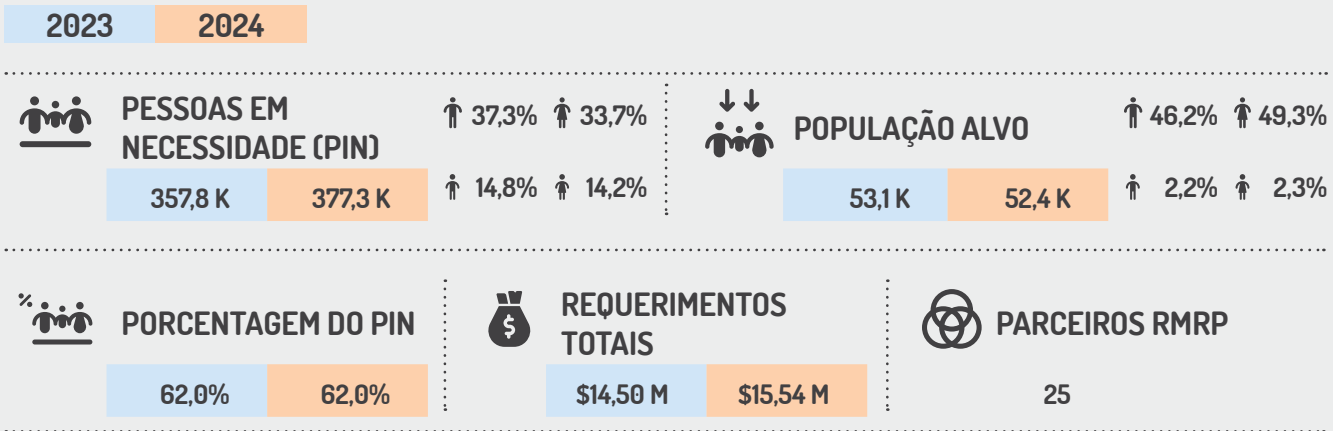 2023 2024
PESSOAS EM
NECESSIDADE (PIN)
37,3% 33,7%
357,8 K 377,3 K
14,8% 14,2%
POPULAÇÃO ALVO
46,2% 49,3%
53,1 K 52,4 K
2,2% 2,3%
%
PORCENTAGEM DO PIN
62,0% 62,0%
$
REQUERIMENTOS
TOTAIS
$14,50 M $15,54 M
PARCEIROS RMRP
25